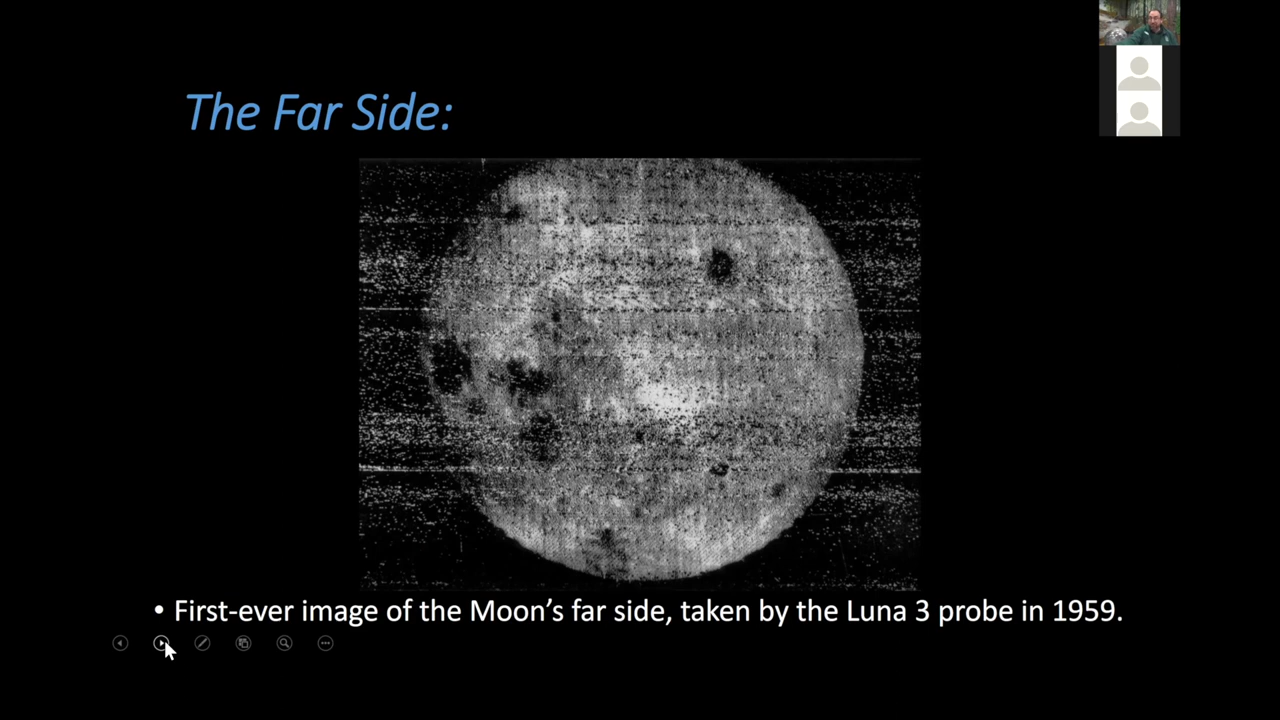 The Far Side:
• First-ever image of the Moon’s far side, taken by the Luna 3 probe in 1959.